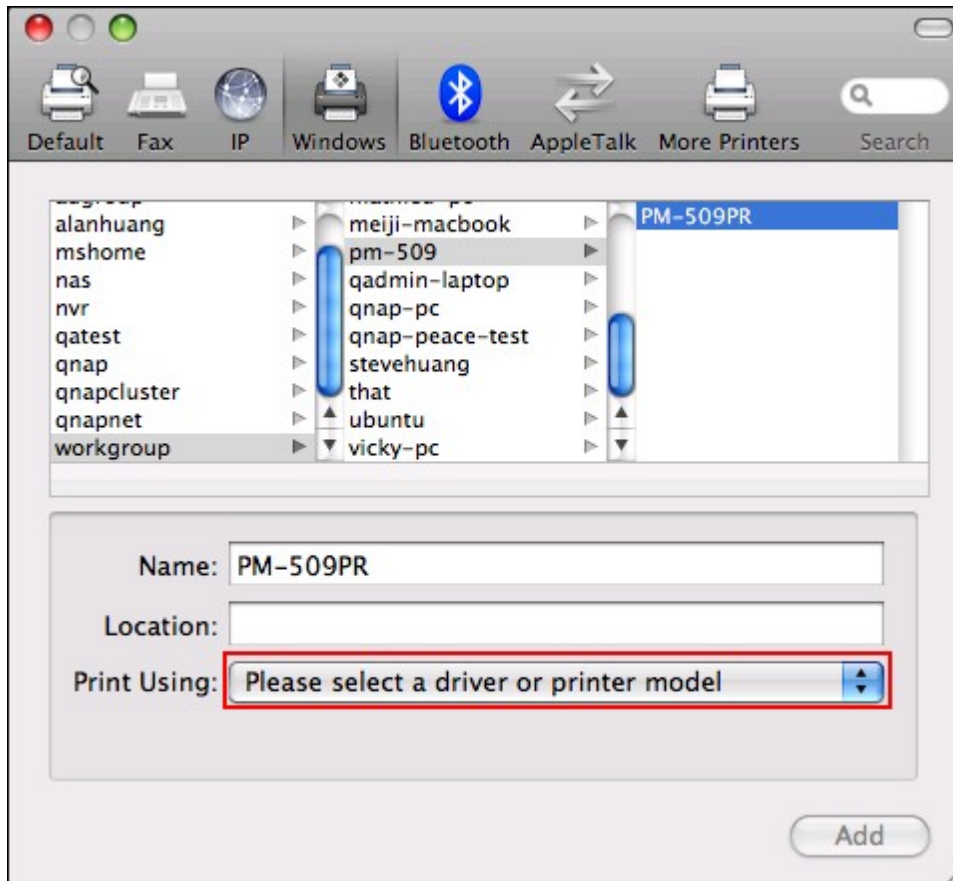 Default Fax IP Windows Bluetooth AppleTalk More Printers Search
alanhuang
mshome
nas
nvr
qatest
qnap
qnapcluster
qnapnet
workgroup
meiji-macbook
pm-509
qadmin-laptop
qnap-pc
qnap-peace-test
stevehuang
that
ubuntu
vicky-pc
PM-509PR
Name: PM-509PR
Location:
Print Using: Please select a driver or printer model
Add